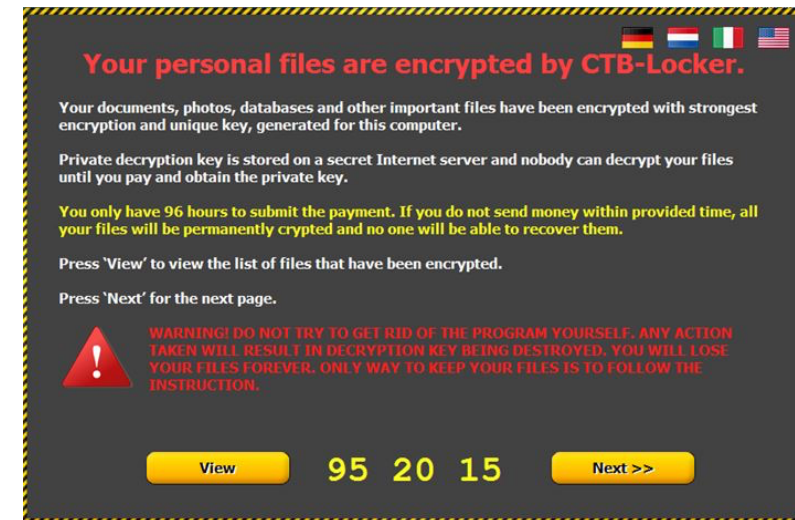 Your personal files are encrypted by CTB-Locker.
Your documents, photos, databases and other important files have been encrypted with strongest
encryption and unique key, generated for this computer.
Private decryption key is stored on a secret Internet server and nobody can decrypt your files
until you pay and obtain the private key.
You only have 96 hours to submit the payment. If you do not send money within provided time, all
your files will be permanently crypted and no one will be able to recover them.
Press 'View' to view the list of files that have been encrypted.
Press 'Next' for the next page.
WARNING! DO NOT TRY TO GET RID OF THE PROGRAM YOURSELF. ANY ACTION
TAKEN WILL RESULT IN DECRYPTION KEY BEING DESTROYED. YOU WILL LOSE
YOUR FILES FOREVER. ONLY WAY TO KEEP YOUR FILES IS TO FOLLOW THE
INSTRUCTION.
View 95 20 15 Next >>